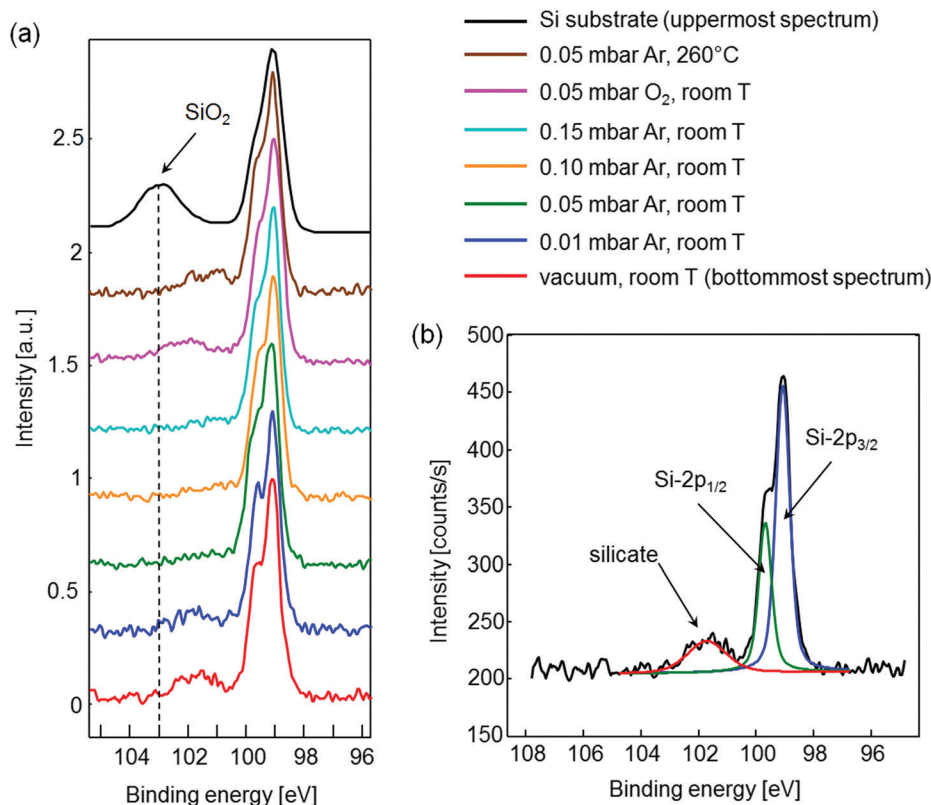 (a)
SiO2
2.5
2
1.5
1
0.5
0
Intensity [a.u.]
104 102 100 98 96
Binding energy [eV]
Si substrate (uppermost spectrum)
0.05 mbar Ar, 260°C
0.05 mbar O2, room T
0.15 mbar Ar, room T
0.10 mbar Ar, room T
0.05 mbar Ar, room T
0.01 mbar Ar, room T
vacuum, room T (bottommost spectrum)
(b)
500
450
400
350
300
250
200
150
Intensity [counts/s]
Si-2p3/2
Si-2p1/2
silicate
108 106 104 102 100 98 96
Binding energy [eV]